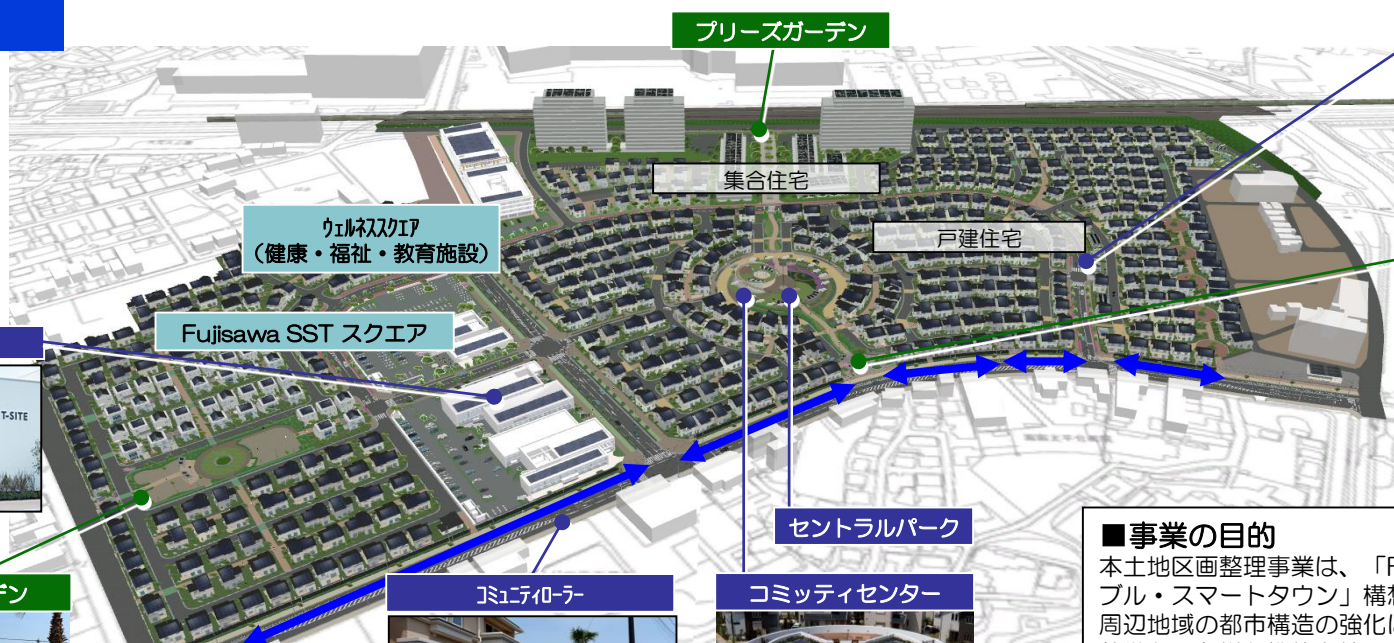 プリーズガーデン
集合住宅
ウェルネススクエア
(健康・福祉・教育施設)
戸建住宅
Fujisawa SST スクエア
T-SITE
セントラルパーク
デン
コミュニティローラー
コミッティセンター
■事業の目的
本土地区画整理事業は、「F
ブル・スマートタウン」構想
周辺地域の都市構造の強化に